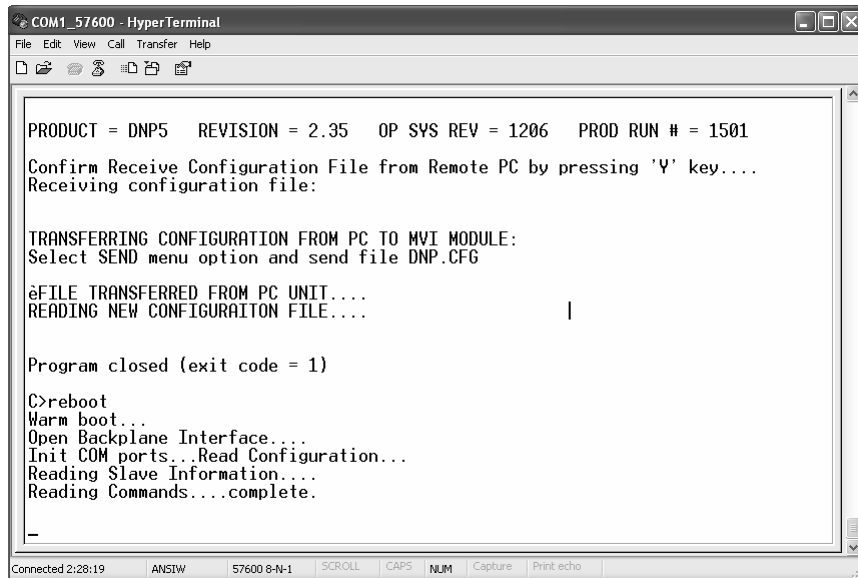 COM1_57600 - HyperTerminal
File Edit View Call Transfer Help
PRODUCT = DNP5 REVISION = 2.35 OP SYS REV = 1206 PROD RUN # = 1501
Confirm Receive Configuration File from Remote PC by pressing 'Y' key....
Receiving configuration file:
TRANSFERRING CONFIGURATION FROM PC TO MVI MODULE:
Select SEND menu option and send file DNP.CFG
èFILE TRANSFERRED FROM PC UNIT....
READING NEW CONFIGURAITON FILE....
Program closed (exit code = 1)
C>reboot
Warm boot...
Open Backplane Interface....
Init COM ports...Read Configuration...
Reading Slave Information....
Reading Commands....complete.
_
Connected 2:28:19 ANSIW 57600 8-N-1 SCROLL CAPS NUM Capture Print echo